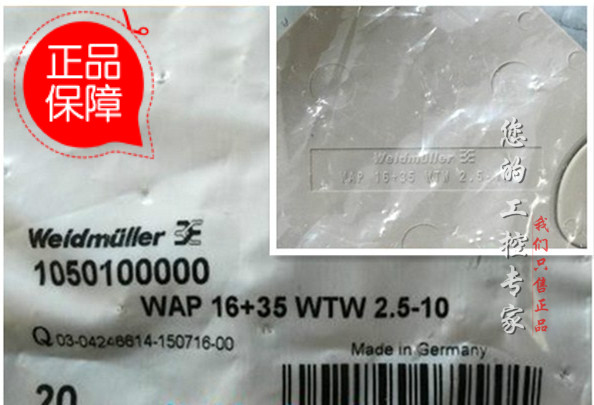 正品
保障
Weidmüller
WAP 16+35 WTW 2.5-10
您的工控专家
我们只售正品
Weidmüller
1050100000
WAP 16+35 WTW 2.5-10
Q 03-04246614-150716-00
Made in Germany
20